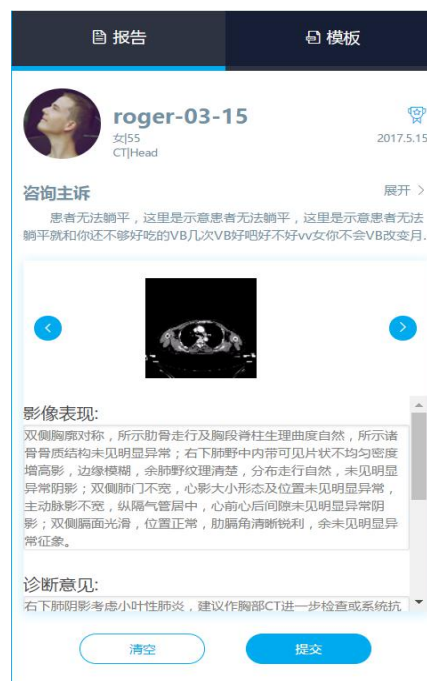 报告
模板
roger-03-15
女|55
2017.5.15
CT|Head
咨询主诉
展开 >
患者无法躺平，这里是示意患者无法躺平，这里是示意患者无法
躺平就和你还不够好吃的VB几次VB好吧好不好vv女你不会VB改变月.
影像表现:
双侧胸廓对称，所示肋骨走行及胸段脊柱生理曲度自然，所示诸
骨骨质结构未见明显异常；右下肺野中内带可见片状不均匀密度
增高影，边缘模糊，余肺野纹理清楚，分布走行自然，未见明显
异常阴影；双侧肺门不宽，心影大小形态及位置未见明显异常，
主动脉影不宽，纵隔气管居中，心前心后间隙未见明显异常阴
影；双侧膈面光滑，位置正常，肋膈角清晰锐利，余未见明显异
常征象。
诊断意见:
右下肺阴影考虑小叶性肺炎，建议作胸部CT进一步检查或系统抗
清空
提交